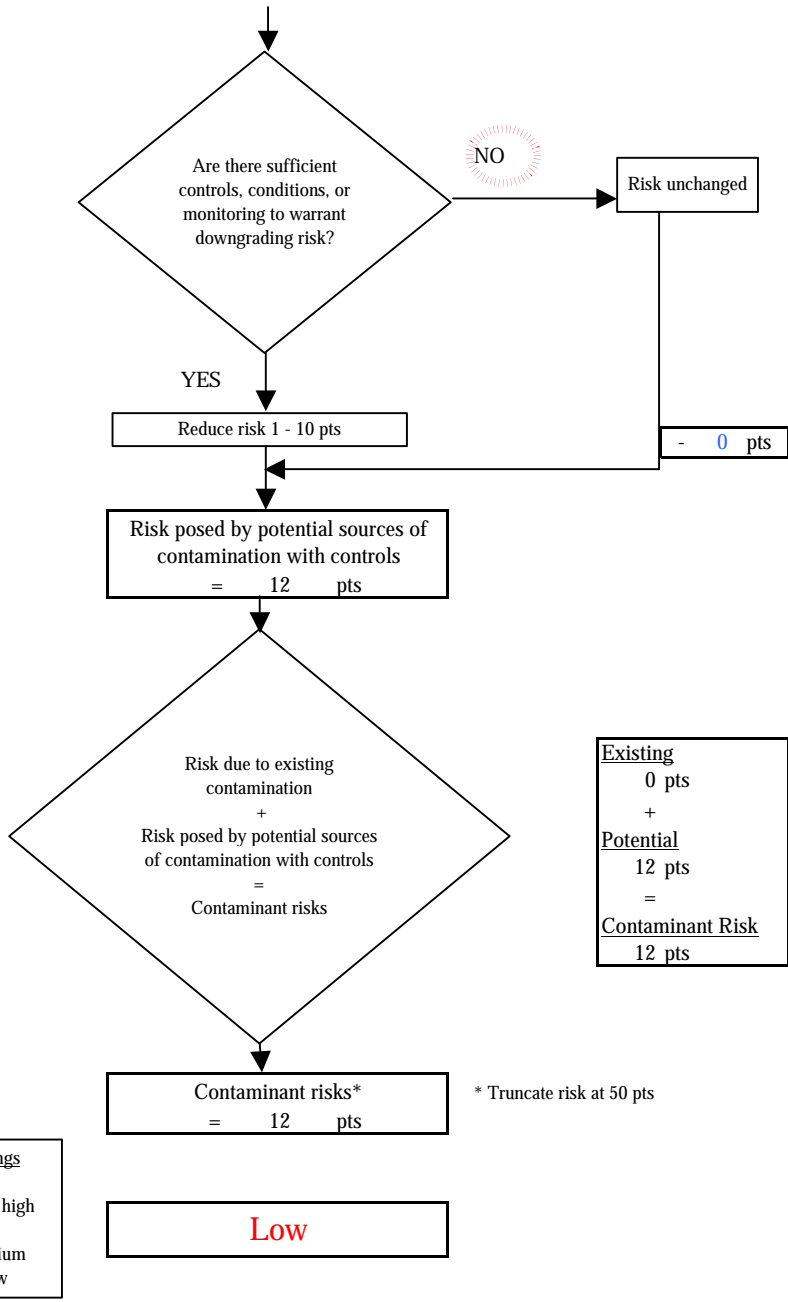 Are there sufficient
controls, conditions, or
monitoring to warrant
downgrading risk?
NO
Risk unchanged
YES
Reduce risk 1 - 10 pts
- 0 pts
Risk posed by potential sources of
contamination with controls
= 12 pts
Risk due to existing
contamination
+
Risk posed by potential sources
of contamination with controls
=
Contaminant risks
Existing
0 pts
+
Potential
12 pts
=
Contaminant Risk
12 pts
Contaminant risks*
= 12 pts
* Truncate risk at 50 pts
high
Low